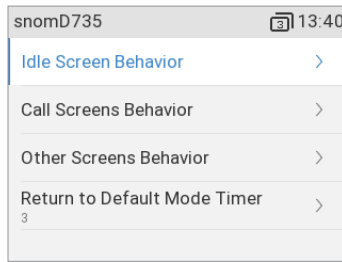 snomD735 3 13:40
Idle Screen Behavior
Call Screens Behavior
Other Screens Behavior
Return to Default Mode Timer
3